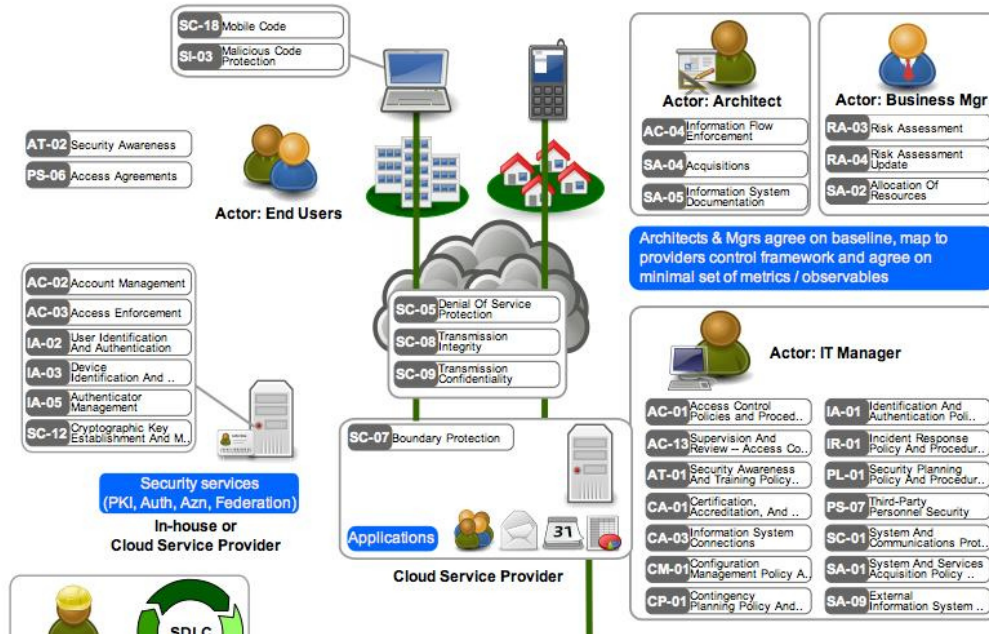 SC-18 Mobile Code
SI-03 Malicious Code
Protection
AT-02 Security Awareness
PS-06 Access Agreements
Actor: End Users
Actor: Architect
AC-04 Information Flow
Enforcement
SA-04 Acquisitions
SA-05 Information System
Documentation
Actor: Business Mgr
RA-03 Risk Assessment
RA-04 Risk Assessment
Update
SA-02 Allocation Of
Resources
Architects & Mgrs agree on baseline, map to
providers control framework and agree on
minimal set of metrics / observables
AC-02 Account Management
AC-03 Access Enforcement
IA-02 User Identification
And Authentication
IA-03 Device
Identification And ..
IA-05 Authenticator
Management
SC-12 Cryptographic Key
Establishment And M..
Security services
(PKI, Auth, Azn, Federation)
In-house or
Cloud Service Provider
SC-05 Denial Of Service
Protection
SC-08 Transmission
Integrity
SC-09 Transmission
Confidentiality
SC-07 Boundary Protection
Applications
31
Cloud Service Provider
Actor: IT Manager
AC-01 Access Control
Policies and Proced..
AC-13 Supervision And
Review -- Access Co..
AT-01 Security Awareness
And Training Policy..
CA-01 Certification,
Accreditation, And ..
CA-03 Information System
Connections
CM-01 Configuration
Management Policy A..
CP-01 Contingency
Planning Policy And..
IA-01 Identification And
Authentication Poli..
IR-01 Incident Response
Policy And Procedur..
PL-01 Security Planning
Policy And Procedur..
PS-07 Third-Party
Personnel Security
SC-01 System And
Communications Prot..
SA-01 System And Services
Acquisition Policy ..
SA-09 External
Information System ..
SDLC